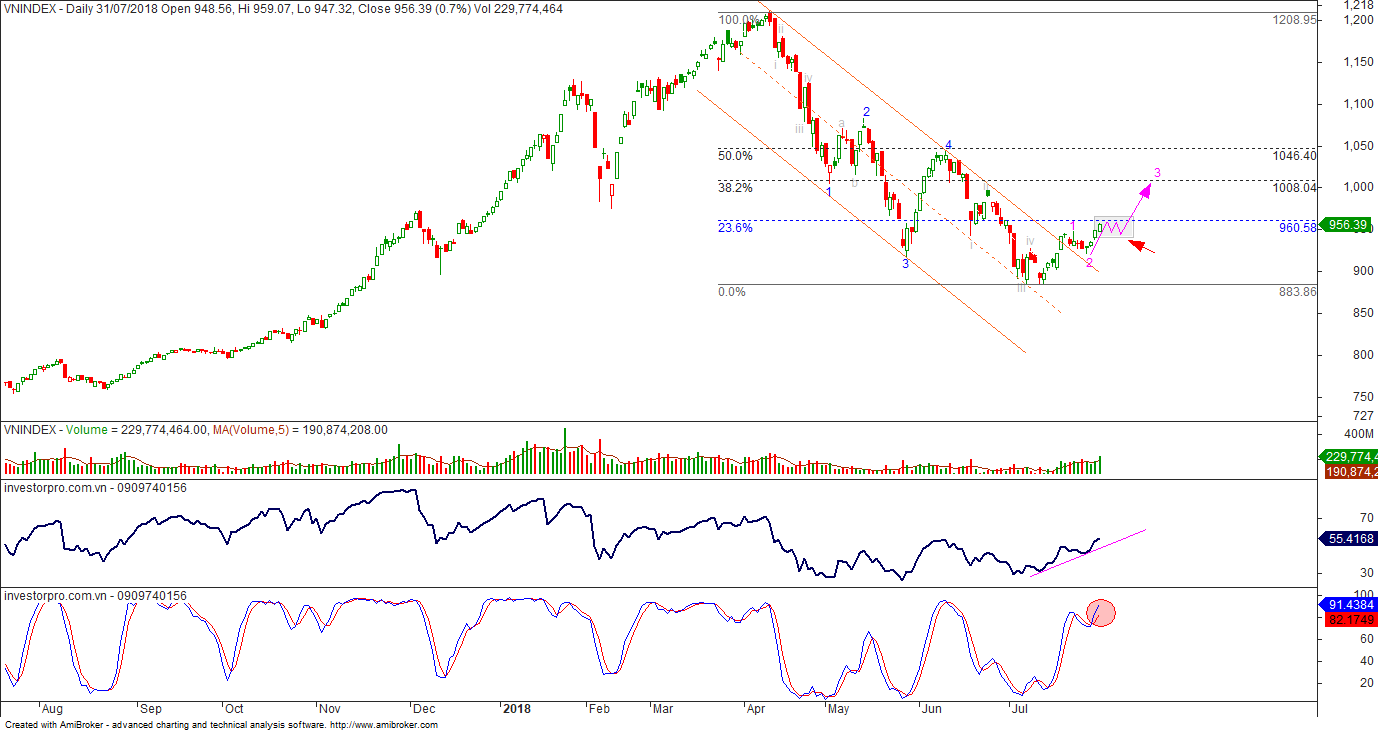 VNINDEX - Daily 31/07/2018 Open 948.56, Hi 959.07, Lo 947.32, Close 956.39 (0.7%) Vol 229,774,464
1,218
100.0% 1208.95 1,200
ii
i 1,150
iv
1,100
2
iii a
4 1,050
50.0% 1046.40
b 3
38.2% 1008.04 1,000
1 ii
23.6% 1 960.58 956.39
i iv
3 2
900
iii
0.0% 883.86
850
800
750
727
VNINDEX - Volume = 229,774,464.00, MA(Volume,5) = 190,874,208.00
400M
229,774,4
190,874,2
investorpro.com.vn - 0909740156
70
55.4168
30
investorpro.com.vn - 0909740156
100
91.4384
82.1749
60
40
20
Aug Sep Oct Nov Dec 2018 Feb Mar Apr May Jun Jul
Created with AmiBroker - advanced charting and technical analysis software. http://www.amibroker.com